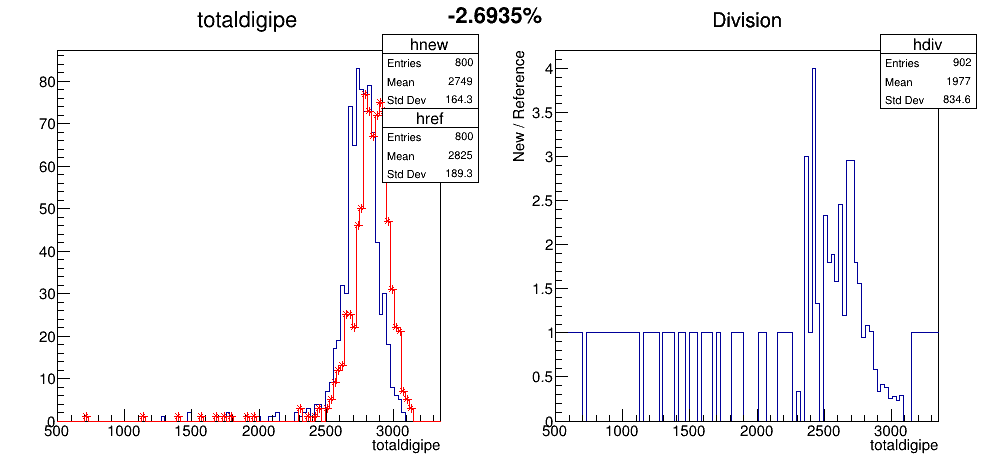 totaldigipe
-2.6935%
Division
hnew
Entries 800
Mean 2749
Std Dev 164.3
href
Entries 800
Mean 2825
Std Dev 189.3
80
70
60
50
40
30
20
10
0
500 1000 1500 2000 2500 3000
totaldigipe
hdiv
Entries 902
Mean 1977
Std Dev 834.6
New / Reference
4
3.5
3
2.5
2
1.5
1
0.5
0
500 1000 1500 2000 2500 3000
totaldigipe